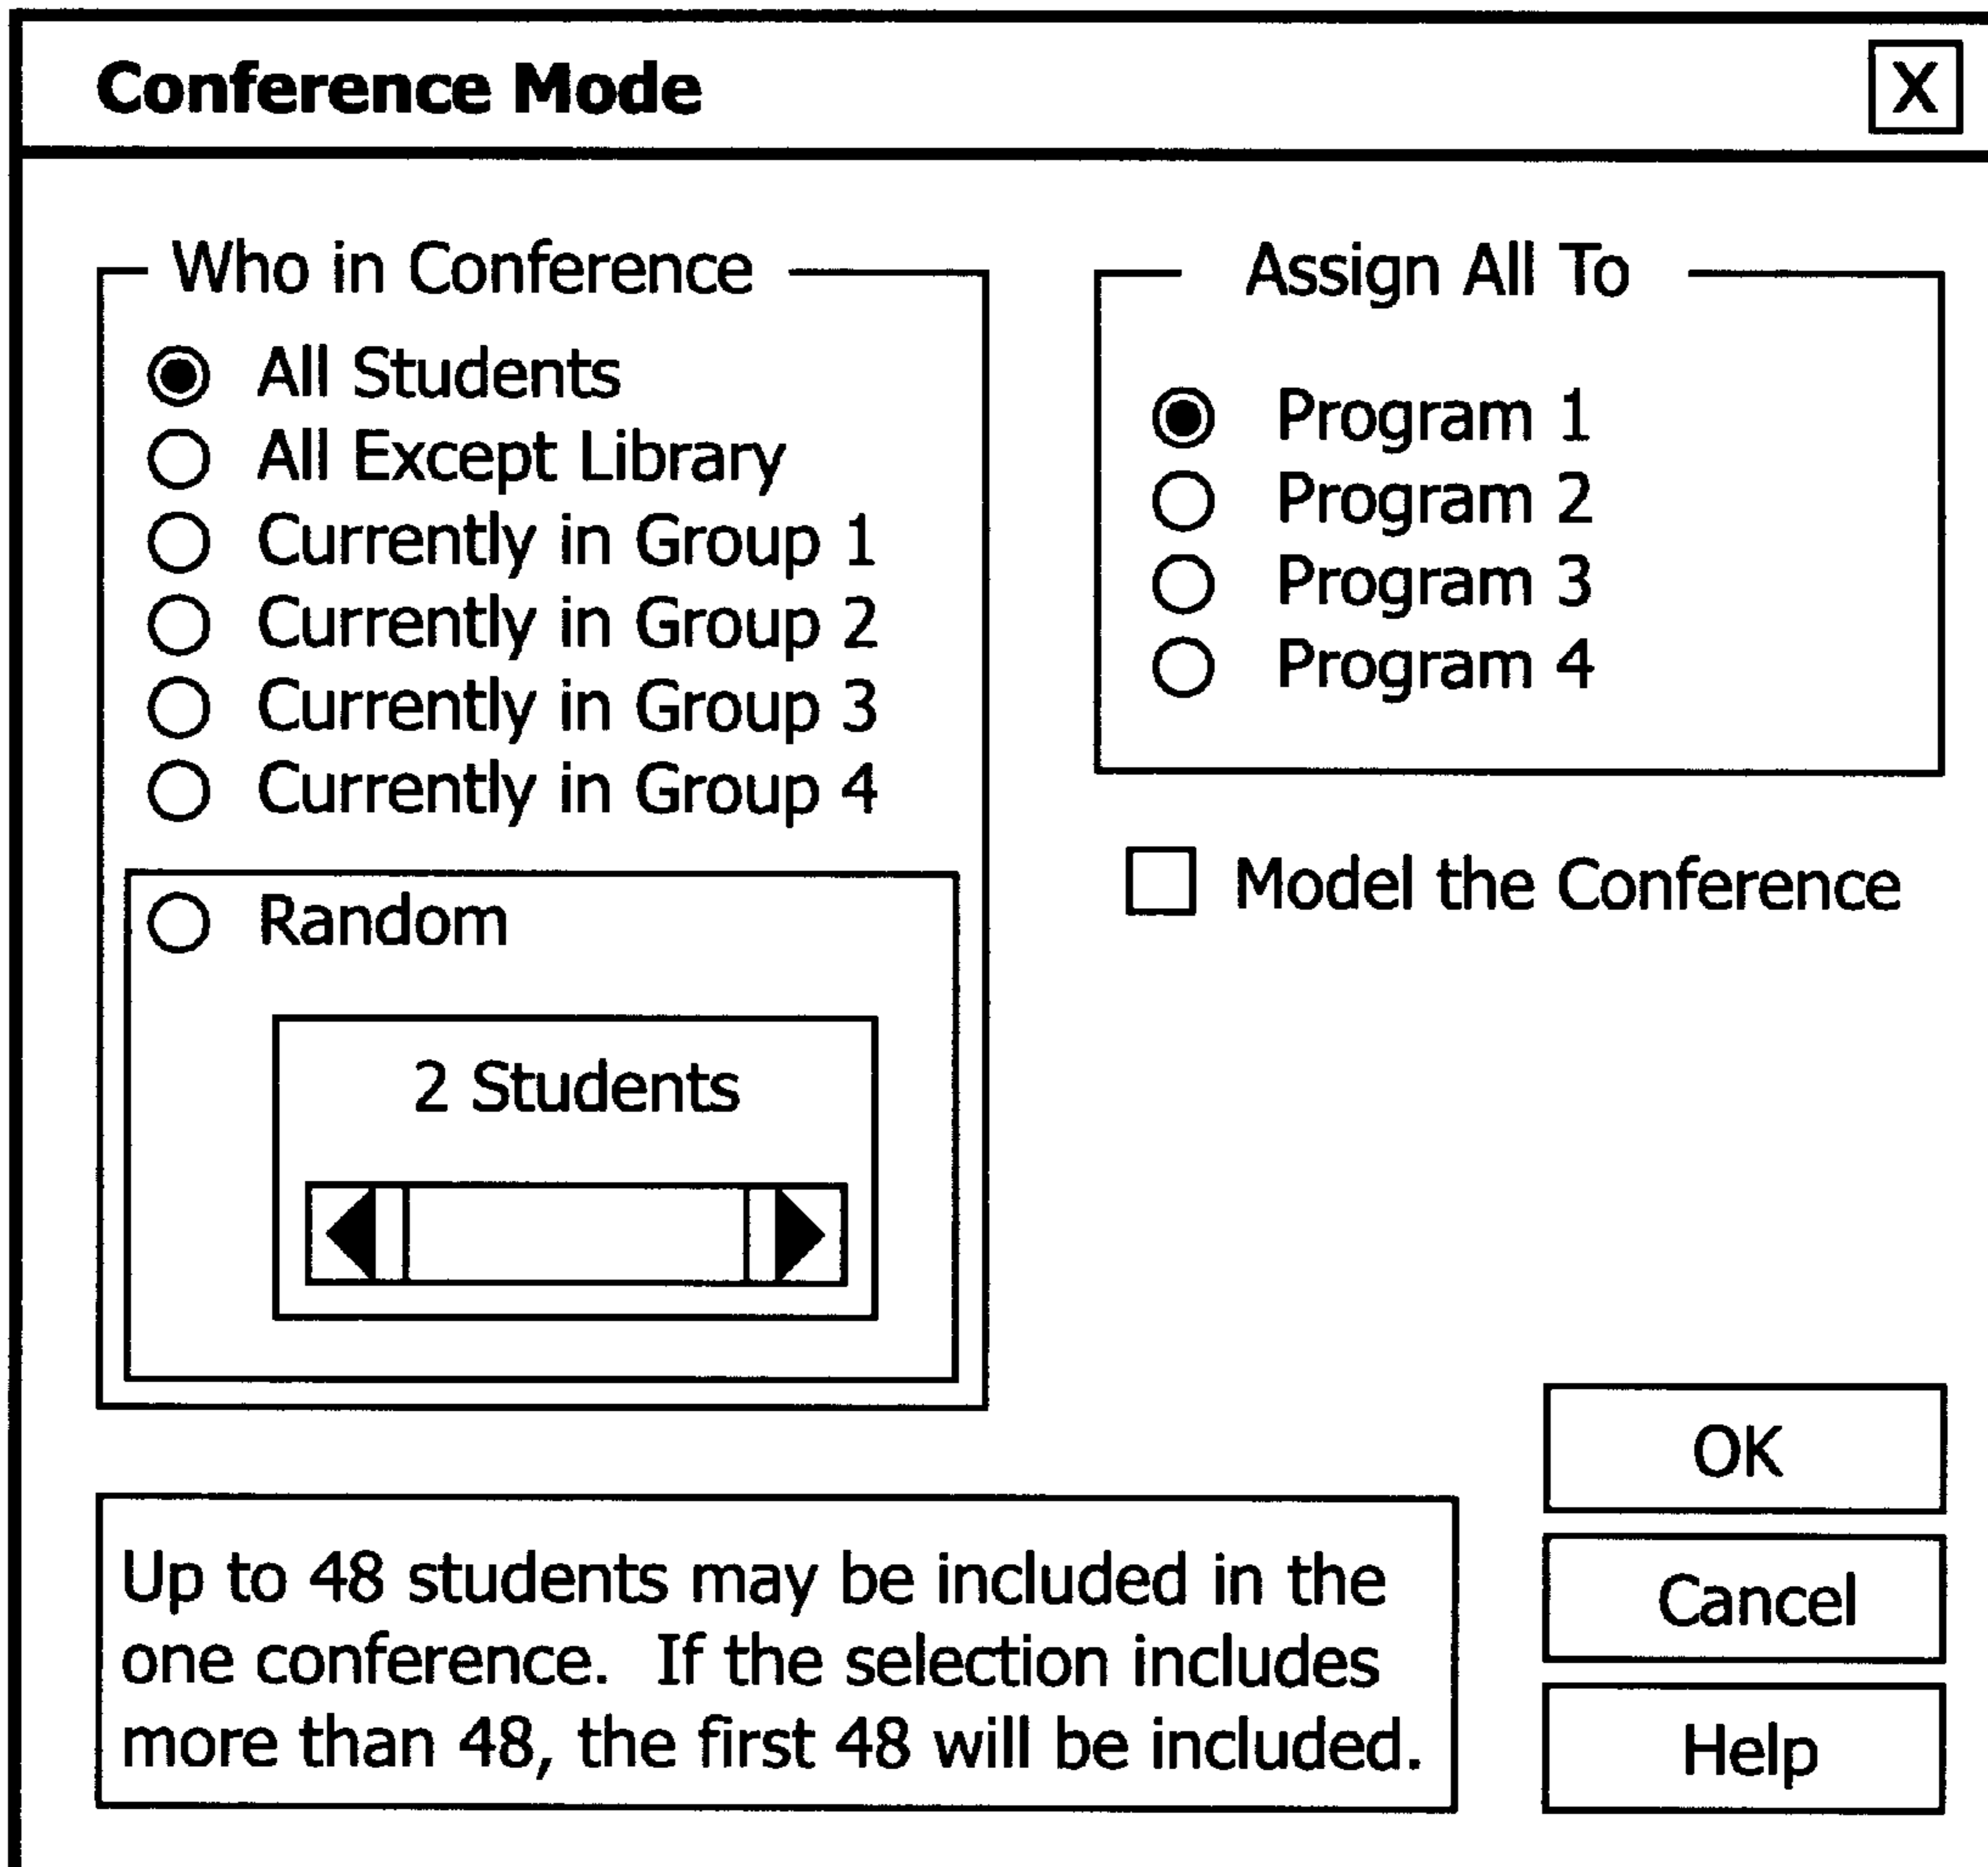 Conference Mode
X
Who in Conference
All Students
All Except Library
Currently in Group 1
Currently in Group 2
Currently in Group 3
Currently in Group 4
Random
2 Students
Assign All To
Program 1
Program 2
Program 3
Program 4
Model the Conference
Up to 48 students may be included in the
one conference.  If the selection includes
more than 48, the first 48 will be included.
OK
Cancel
Help